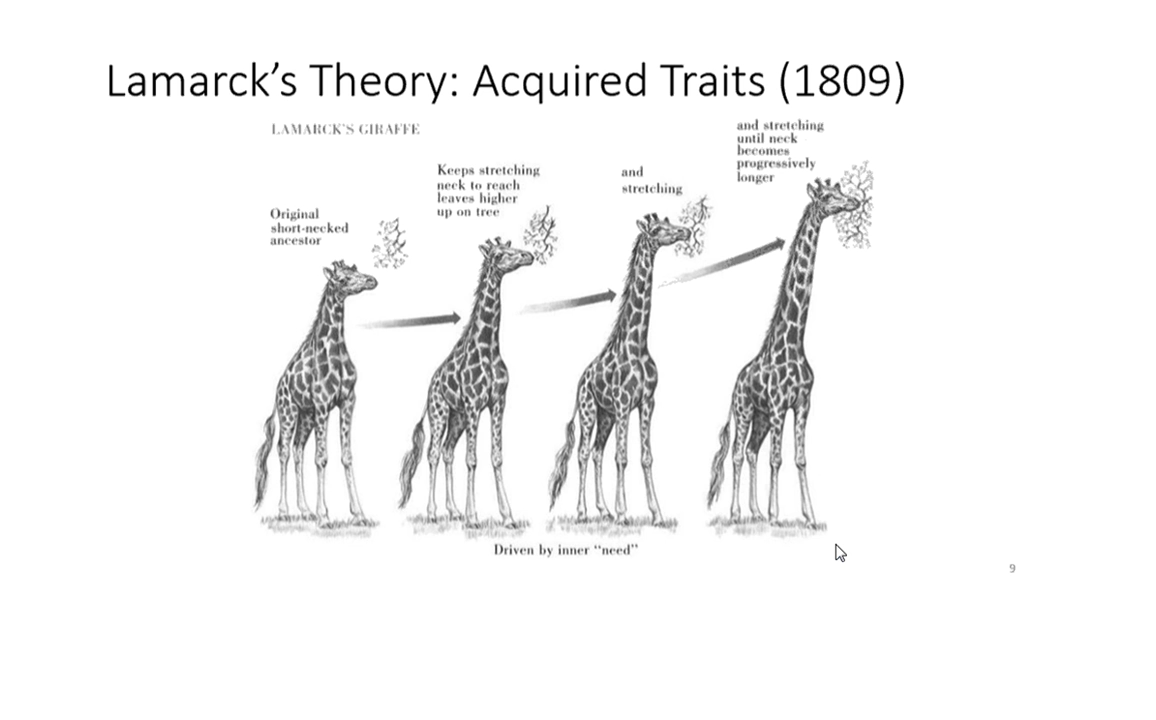 Lamarck’s Theory: Acquired Traits (1809)
LAMARCK'S GIRAFFE
Original
short-necked
ancestor
Keeps stretching
neck to reach
leaves higher
up on tree
and
stretching
and stretching
until neck
becomes
progressively
longer
Driven by inner "need"
9